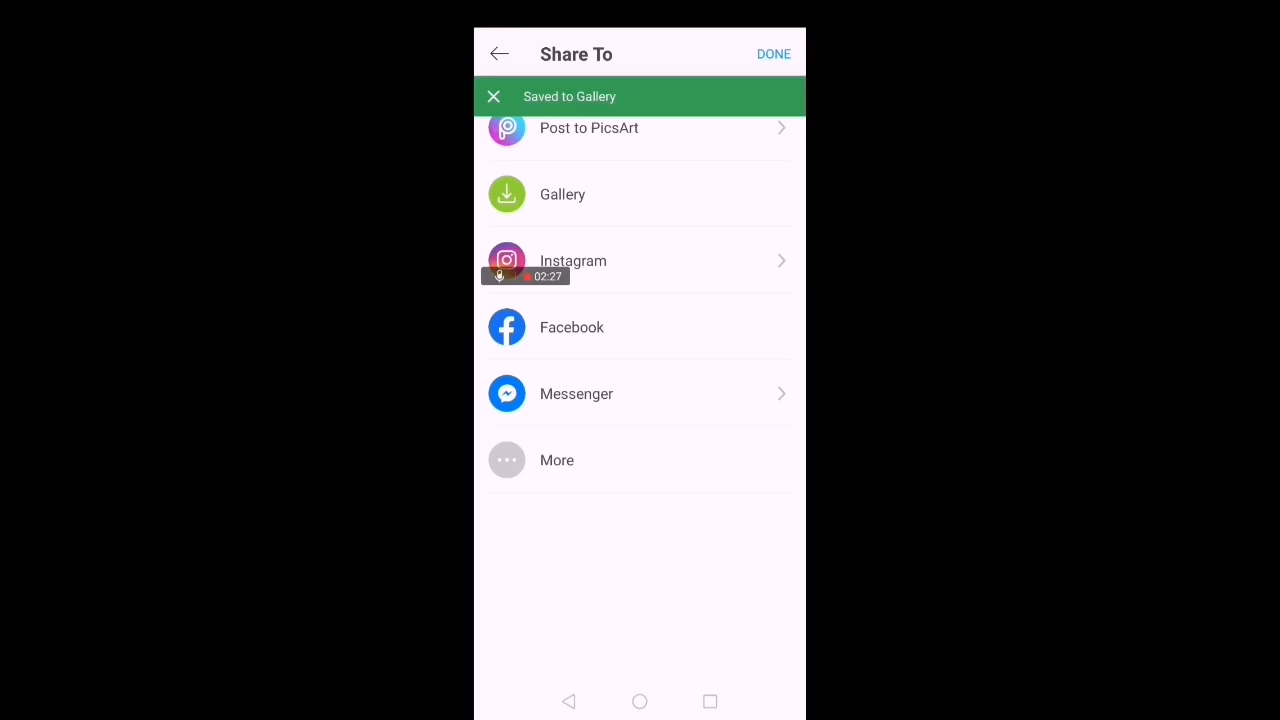 Share To
DONE
Saved to Gallery
Post to PicsArt
Gallery
Instagram
02:27
Facebook
Messenger
More